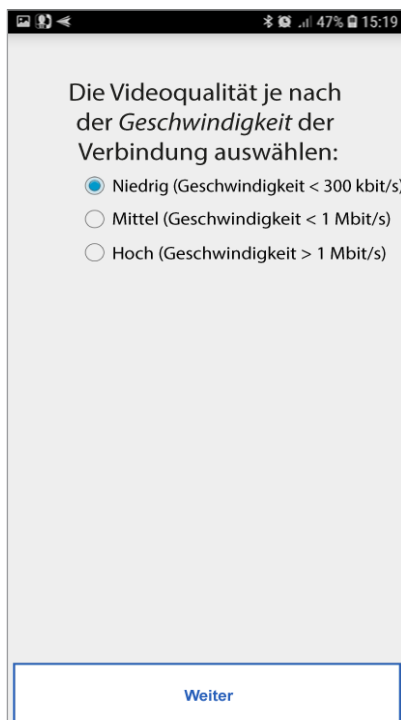 47% 15:19
Die Videoqualität je nach
der Geschwindigkeit der
Verbindung auswählen:
Niedrig (Geschwindigkeit < 300 kbit/s)
Mittel (Geschwindigkeit < 1 Mbit/s)
Hoch (Geschwindigkeit > 1 Mbit/s)
Weiter